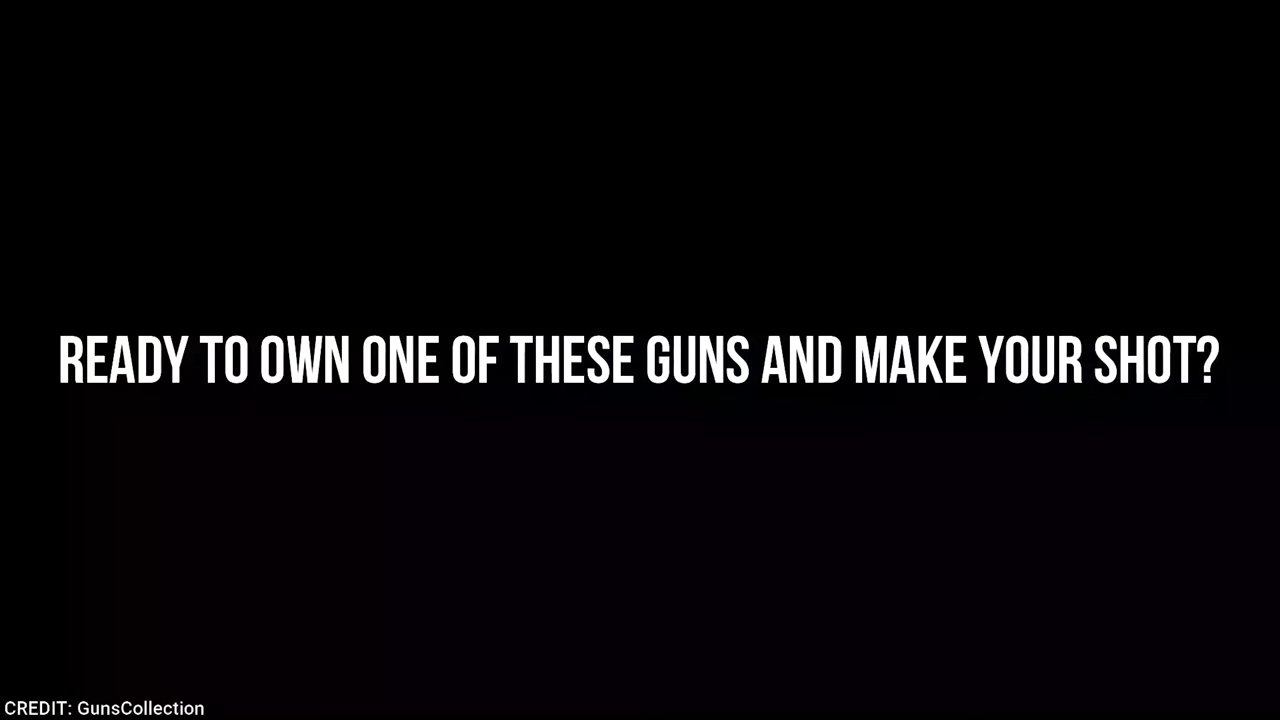 READY TO OWN ONE OF THESE GUNS AND MAKE YOUR SHOT?
CREDIT: GunsCollection